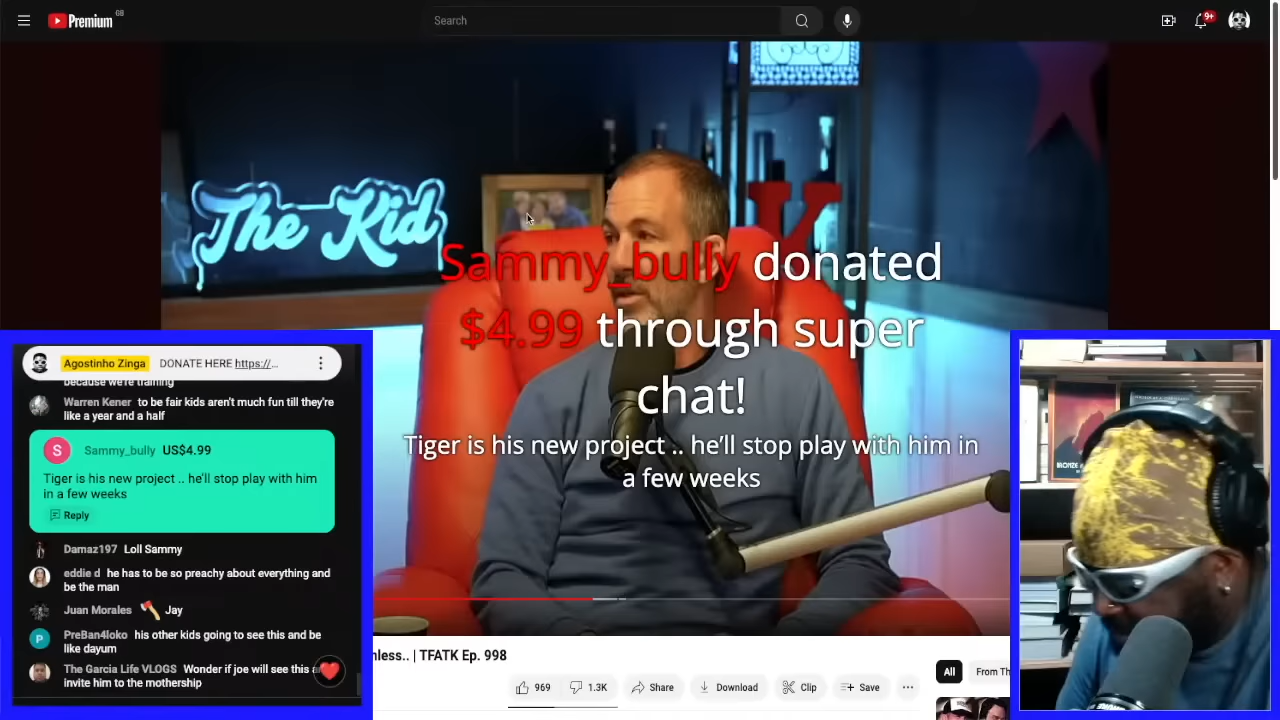 Premium GB
Search
9+
The Kid
K
Sammy_bully donated
$4.99 through super
chat!
Tiger is his new project .. he'll stop play with him in
a few weeks
Agostinho Zinga DONATE HERE https://...
because we're training
Warren Kener to be fair kids aren't much fun till they're
like a year and a half
S
Sammy_bully US$4.99
Tiger is his new project .. he'll stop play with him
in a few weeks
Reply
Damaz197 Loll Sammy
eddie d he has to be so preachy about everything and
be the man
Juan Morales Jay
P
PreBan4loko his other kids going to see this and be
like dayum
The Garcia Life VLOGS Wonder if joe will see this
invite him to the mothership
BRONZE
.. | TFATK Ep. 998
969
1.3K
Share
Download
Clip
Save
All
From Th